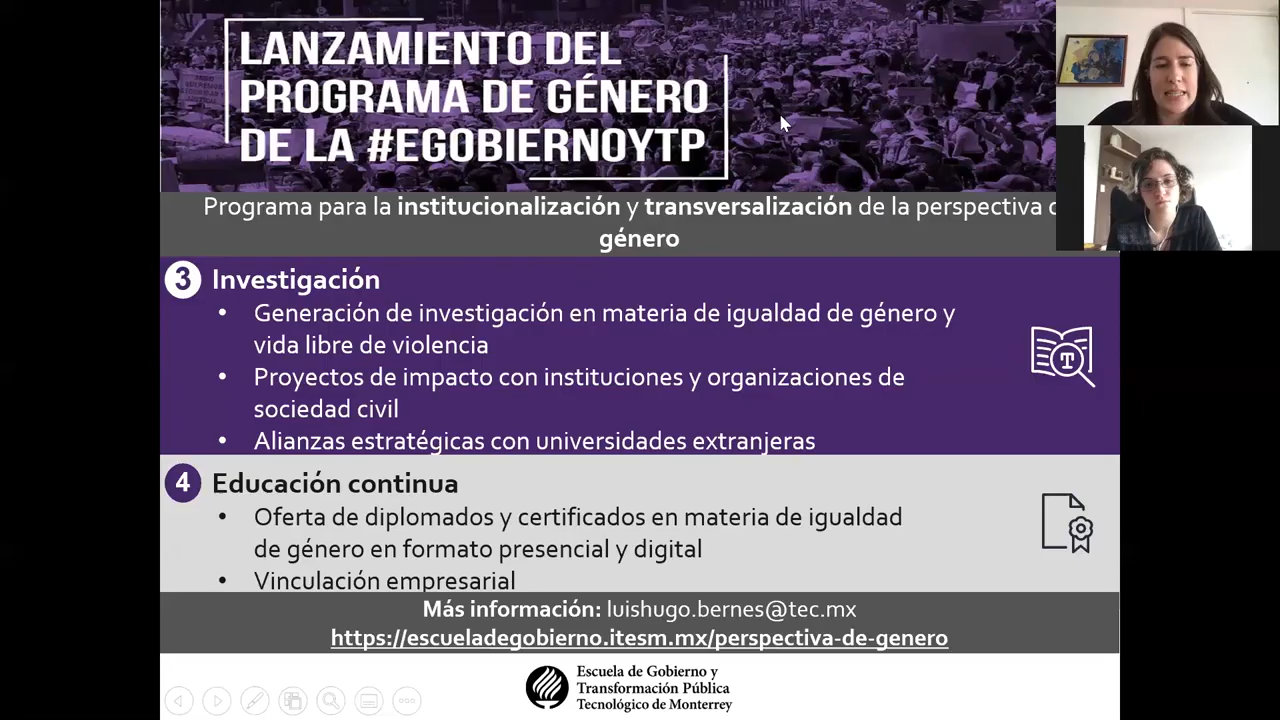 LANZAMIENTO DEL
PROGRAMA DE GÉNERO
DE LA #EGOBIERNOYTP
Programa para la institucionalización y transversalización de la perspectiva
género
3 Investigación
• Generación de investigación en materia de igualdad de género y
vida libre de violencia
• Proyectos de impacto con instituciones y organizaciones de
sociedad civil
• Alianzas estratégicas con universidades extranjeras
4 Educación continua
• Oferta de diplomados y certificados en materia de igualdad
de género en formato presencial y digital
• Vinculación empresarial
Más información: luishugo.bernes@tec.mx
https://escueladegobierno.itesm.mx/perspectiva-de-genero
Escuela de Gobierno y
Transformación Pública
Tecnológico de Monterrey